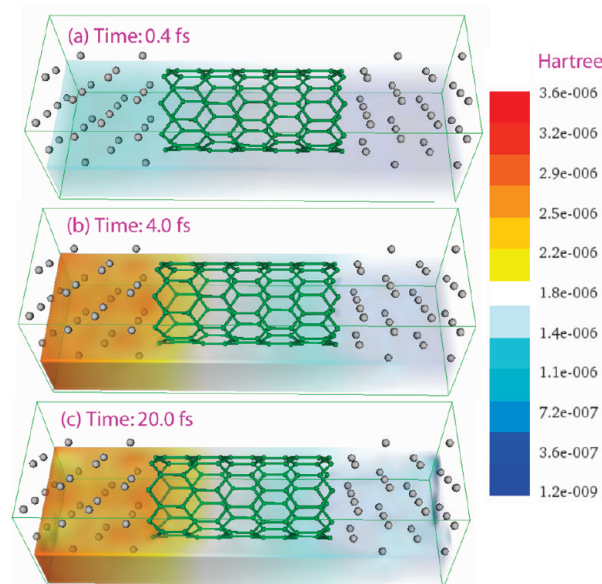 (a) Time: 0.4 fs
Hartree
3.6e-006
3.2e-006
2.9e-006
2.5e-006
2.2e-006
1.8e-006
1.4e-006
1.1e-006
7.2e-007
3.6e-007
1.2e-009
(b) Time: 4.0 fs
(c) Time: 20.0 fs